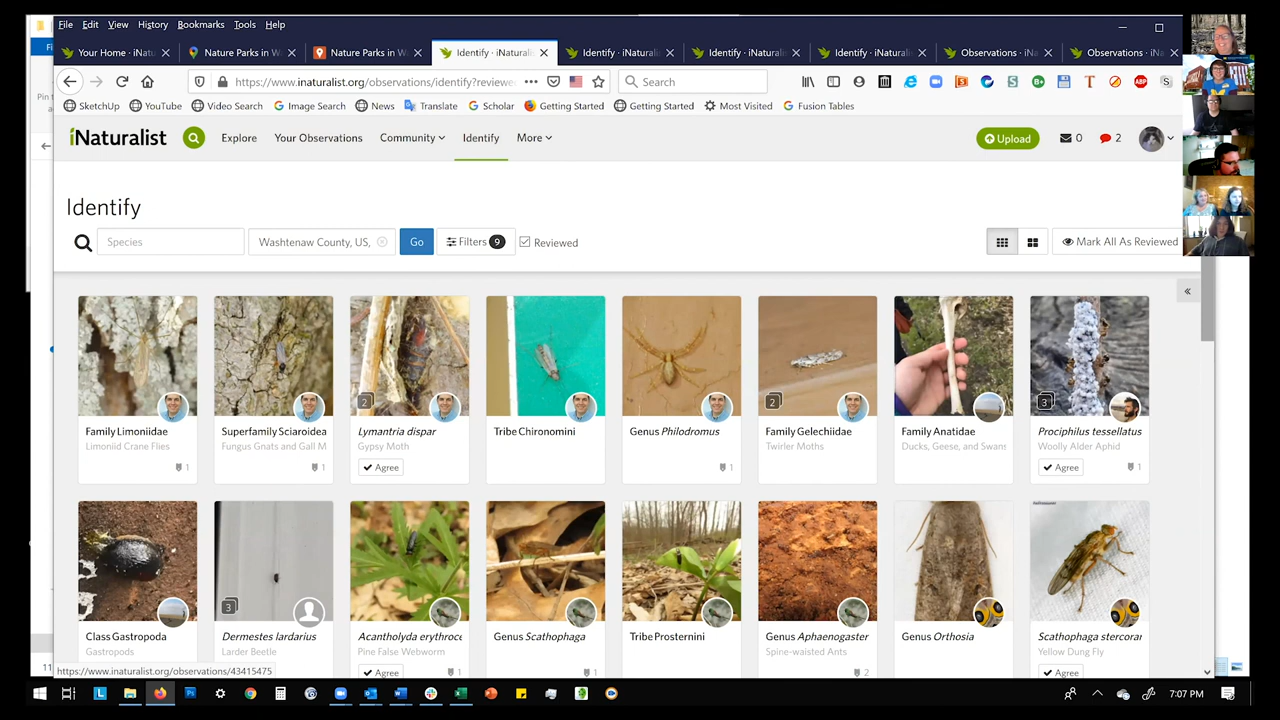 File Edit View History Bookmarks Tools Help
Your Home · iNatu
Nature Parks in W
Nature Parks in W
Identify · iNaturalis
Identify · iNaturalis
Identify · iNaturalis
Identify · iNaturalis
Observations · iNa
Observations · iNa
https://www.inaturalist.org/observations/identify?reviewe
Search
SketchUp YouTube Video Search Image Search News Translate Scholar Getting Started Getting Started Most Visited Fusion Tables
iNaturalist Explore Your Observations Community Identify More Upload 0 2
Identify
Species
Washtenaw County, US,
Go
Filters 9
Reviewed
Mark All As Reviewed
Family Limoniidae
Limoniid Crane Flies
1
Superfamily Sciaroidea
Fungus Gnats and Gall M
1
2
Lymantria dispar
Gypsy Moth
Agree
Tribe Chironomini
Genus Philodromus
1
2
Family Gelechiidae
Twirler Moths
Family Anatidae
Ducks, Geese, and Swans
3
Prociphilus tessellatus
Woolly Alder Aphid
Agree
1
Class Gastropoda
Gastropods
3
Dermestes lardarius
Larder Beetle
Acantholyda erythroce
Pine False Webworm
Agree
1
Genus Scathophaga
1
Tribe Prosternini
Genus Aphaenogaster
Spine-waisted Ants
2
Genus Orthosia
Scathophaga stercorar
Yellow Dung Fly
Agree
https://www.inaturalist.org/observations/43415475
7:07 PM